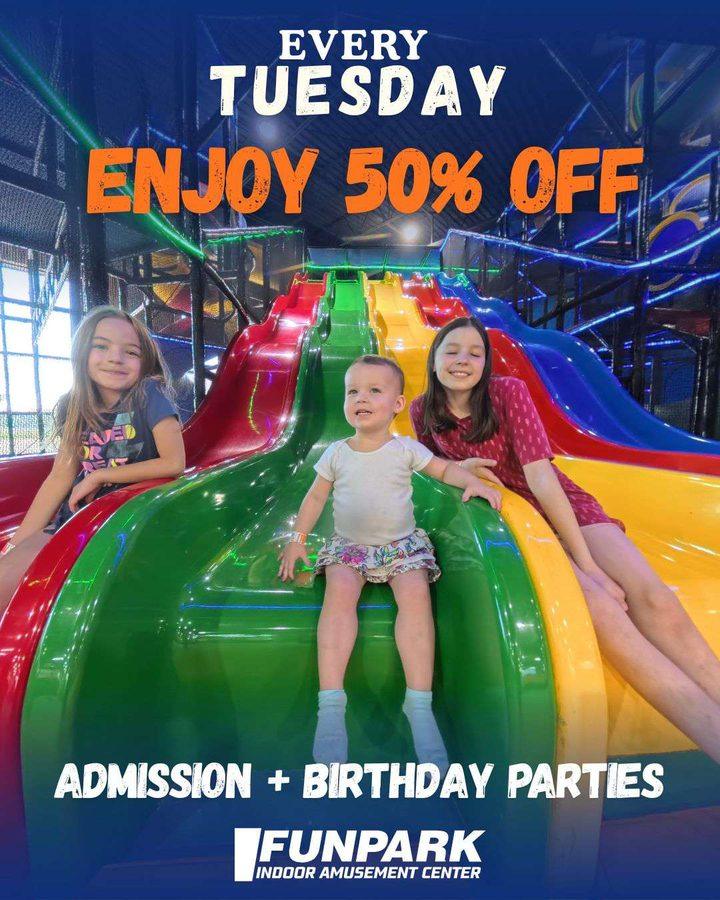 EVERY
TUESDAY
ENJOY 50% OFF
ADMISSION + BIRTHDAY PARTIES
FUNPARK
INDOOR AMUSEMENT CENTER